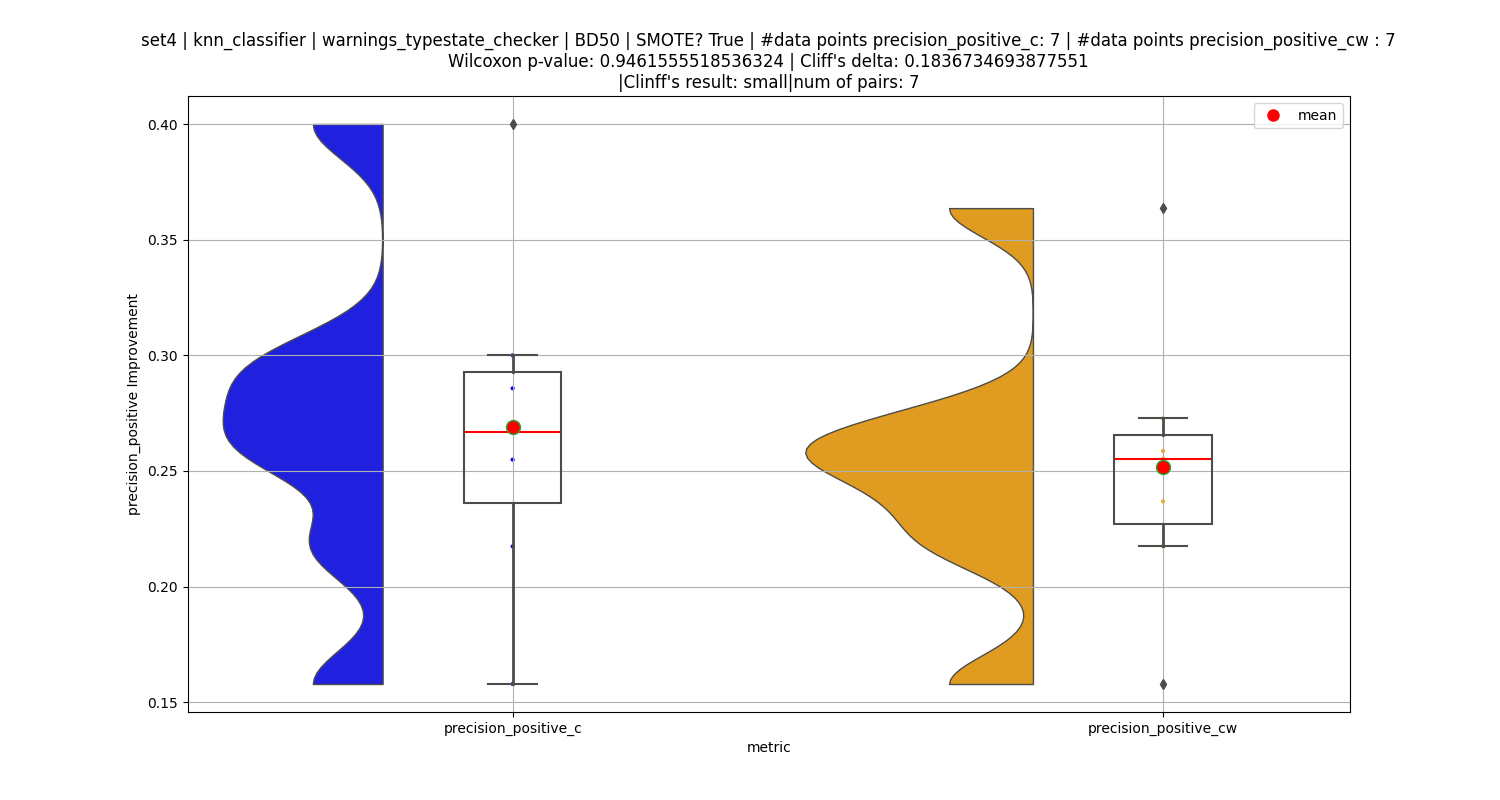 set4 | knn_classifier | warnings_typestate_checker | BD50 | SMOTE? True | #data points precision_positive_c: 7 | #data points precision_positive_cw : 7
Wilcoxon p-value: 0.9461555518536324 | Cliff's delta: 0.1836734693877551
|Clinff's result: small|num of pairs: 7
mean
0.40
0.35
0.30
0.25
0.20
0.15
precision_positive Improvement
precision_positive_c
precision_positive_cw
metric